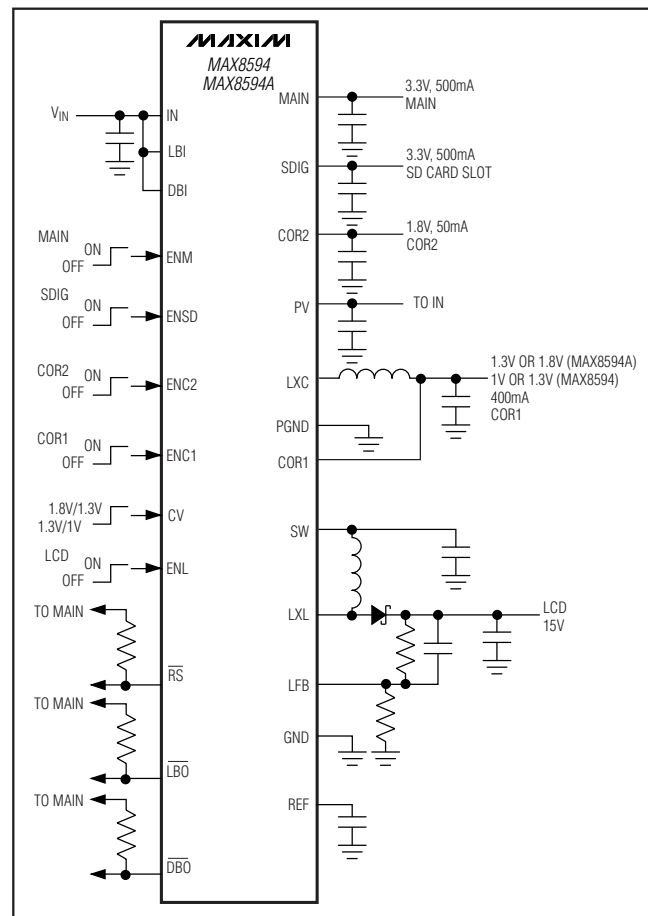 MAXIM
MAX8594
MAX8594A
VIN
IN
LBI
DBI
MAIN
ON
OFF
ENM
SDIG
ON
OFF
ENSD
COR2
ON
OFF
ENC2
COR1
ON
OFF
ENC1
1.8V/1.3V
1.3V/1V
CV
LCD
ON
OFF
ENL
TO MAIN
RS
TO MAIN
LBO
TO MAIN
DBO
MAIN
3.3V, 500mA
MAIN
SDIG
3.3V, 500mA
SD CARD SLOT
COR2
1.8V, 50mA
COR2
PV
TO IN
LXC
1.3V OR 1.8V (MAX8594A)
1V OR 1.3V (MAX8594)
400mA
COR1
PGND
COR1
SW
LXL
LCD
15V
LFB
GND
REF